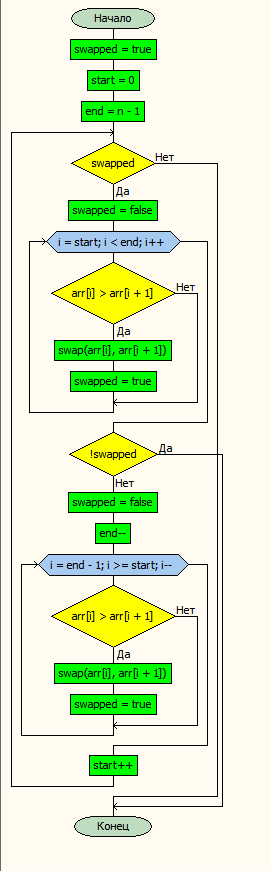 Начало
swapped = true
start = 0
end = n - 1
swapped
Нет
Да
swapped = false
i = start; i < end; i++
arr[i] > arr[i + 1]
Нет
Да
swap(arr[i], arr[i + 1])
swapped = true
!swapped
Да
Нет
swapped = false
end--
i = end - 1; i >= start; i--
arr[i] > arr[i + 1]
Нет
Да
swap(arr[i], arr[i + 1])
swapped = true
start++
Конец